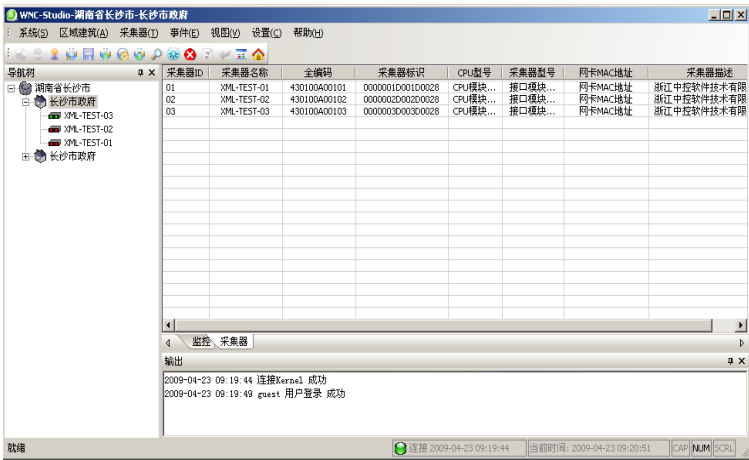 WNC-Studio-湖南省长沙市-长沙市政府
系统(S) 区域建筑(A) 采集器(T) 事件(E) 视图(V) 设置(C) 帮助(H)
导航树
湖南省长沙市
长沙市政府
XML-TEST-03
XML-TEST-02
XML-TEST-01
长沙市政府
采集器ID 采集器名称 全编码 采集器标识 CPU型号 采集器型号 网卡MAC地址 采集器描述
01 XML-TEST-01 430100A00101 0000001D001D0028 CPU模块... 接口模块... 网卡MAC地址 浙江中控软件技术有限
02 XML-TEST-02 430100A00102 0000002D002D0028 CPU模块... 接口模块... 网卡MAC地址 浙江中控软件技术有限
03 XML-TEST-03 430100A00103 0000003D003D0028 CPU模块... 接口模块... 网卡MAC地址 浙江中控软件技术有限
监控 采集器
输出
2009-04-23 09:19:44 连接Kernel 成功
2009-04-23 09:19:49 guest 用户登录 成功
就绪 连接 2009-04-23 09:19:44 当前时间: 2009-04-23 09:20:51 CAP NUM SCRL